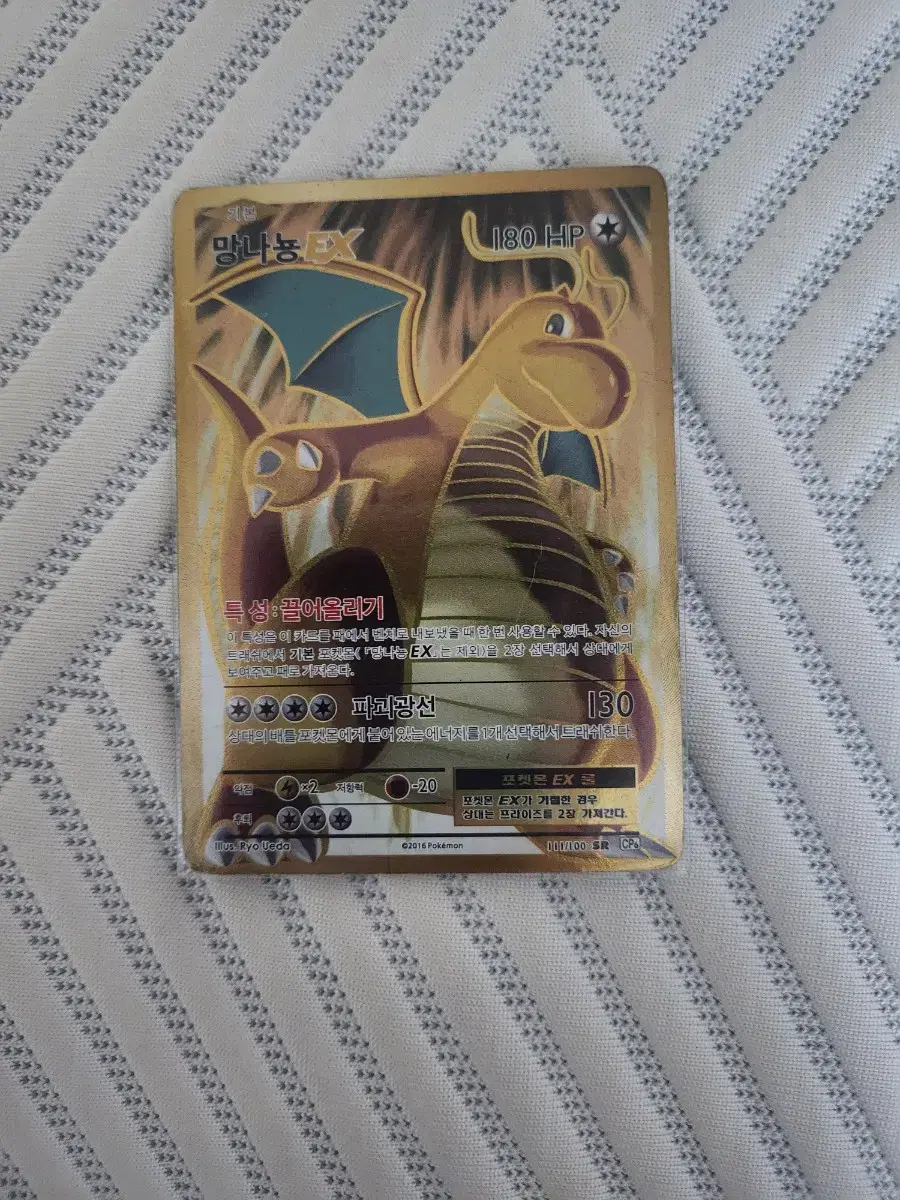 기본
망나뇽 EX 180 HP
특성 : 끌어올리기
이 특성은 이 카드를 패에서 벤치로 내보냈을 때 한 번 사용할 수 있다. 자신의
트래쉬에서 기본 포켓몬(「망나뇽 EX」는 제외)을 2장 선택해서 상대에게
보여주고 패로 가져온다.
파괴광선 130
상대의 배틀 포켓몬에게 붙어 있는 에너지를 1개 선택해서 트래쉬한다.
약점 ×2 저항력 -20
포켓몬 EX 룰
포켓몬 EX가 기절한 경우
상대는 프라이즈를 2장 가져간다.
후퇴
Illus. Ryo Ueda ©2016 Pokémon 111/100 SR CP6